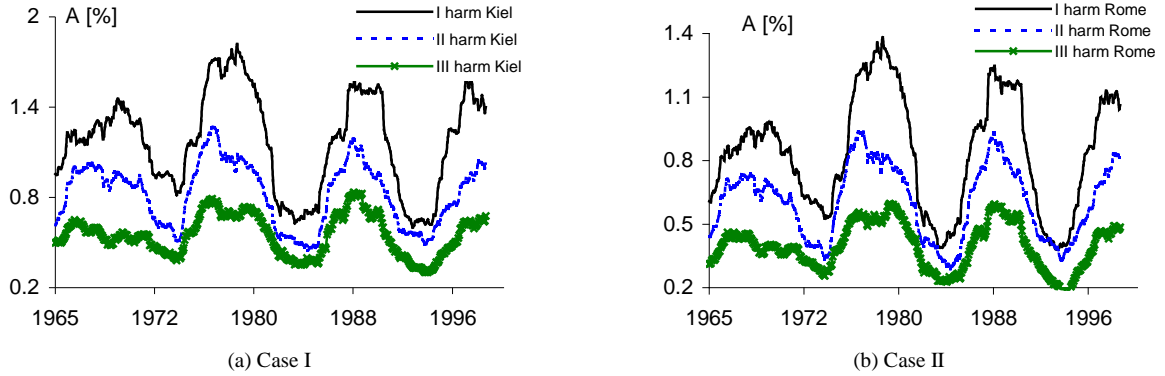 A [%]
I harm Kiel
II harm Kiel
III harm Kiel
2
1.4
0.8
0.2
1965 1972 1980 1988 1996
(a) Case I
A [%]
I harm Rome
II harm Rome
III harm Rome
1.4
1.1
0.8
0.5
0.2
1965 1972 1980 1988 1996
(b) Case II